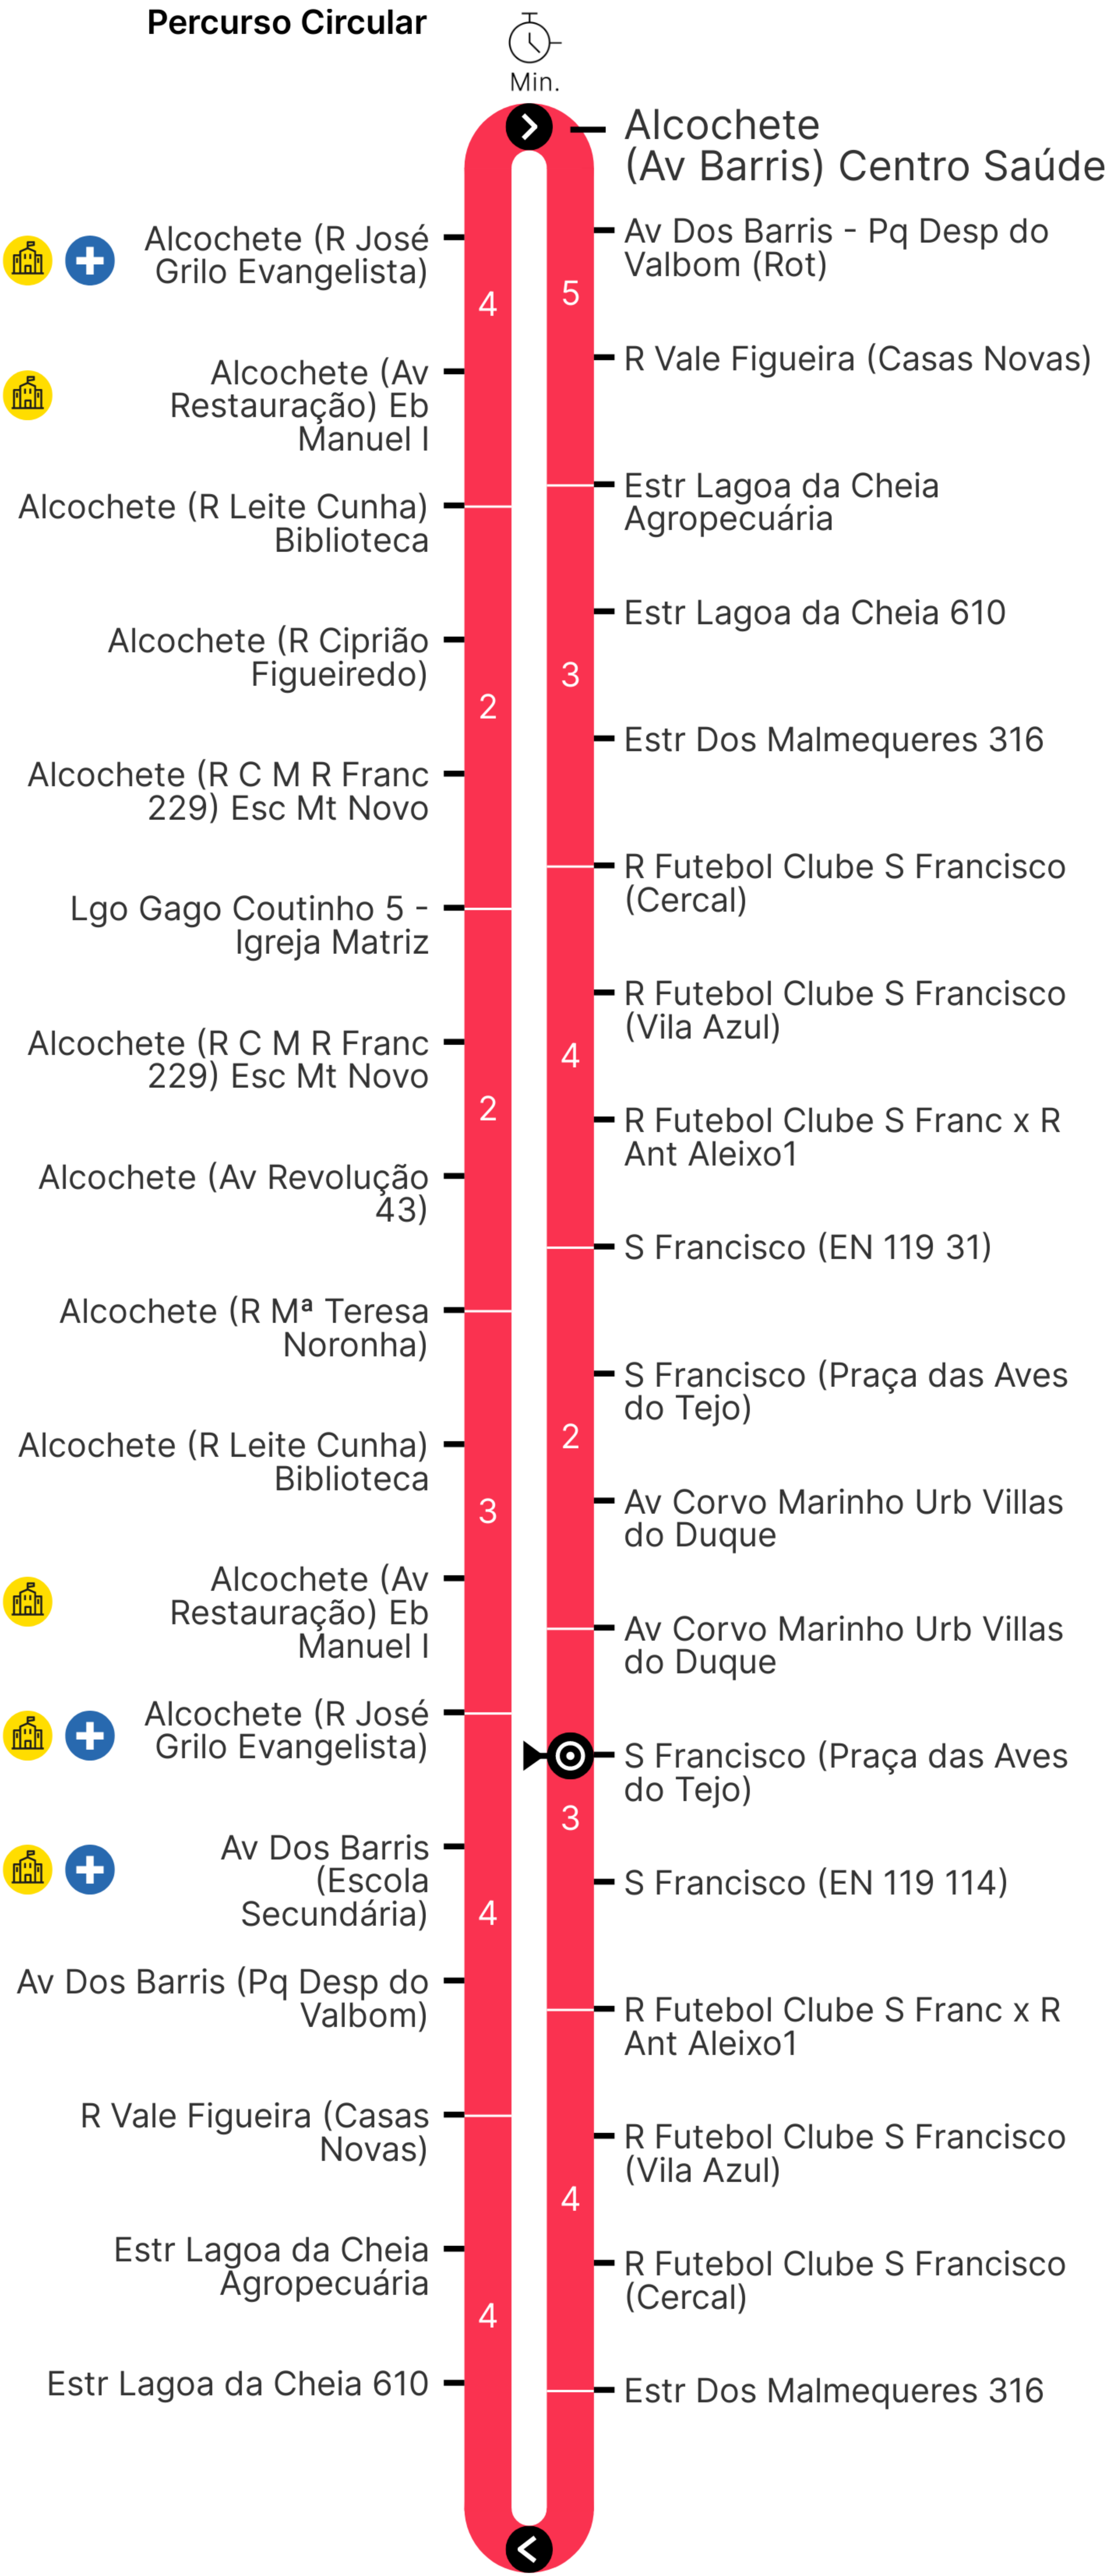 Percurso Circular
Min.
Alcochete
(Av Barris) Centro Saúde
Av Dos Barris - Pq Desp do
Valbom (Rot)
5
R Vale Figueira (Casas Novas)
Estr Lagoa da Cheia
Agropecuária
Estr Lagoa da Cheia 610
3
Estr Dos Malmequeres 316
R Futebol Clube S Francisco
(Cercal)
R Futebol Clube S Francisco
(Vila Azul)
4
R Futebol Clube S Franc x R
Ant Aleixo1
S Francisco (EN 119 31)
S Francisco (Praça das Aves
do Tejo)
2
Av Corvo Marinho Urb Villas
do Duque
Av Corvo Marinho Urb Villas
do Duque
S Francisco (Praça das Aves
do Tejo)
3
S Francisco (EN 119 114)
R Futebol Clube S Franc x R
Ant Aleixo1
R Futebol Clube S Francisco
(Vila Azul)
4
R Futebol Clube S Francisco
(Cercal)
Estr Dos Malmequeres 316
Alcochete (R José
Grilo Evangelista)
4
Alcochete (Av
Restauração) Eb
Manuel I
Alcochete (R Leite Cunha)
Biblioteca
Alcochete (R Ciprião
Figueiredo)
2
Alcochete (R C M R Franc
229) Esc Mt Novo
Lgo Gago Coutinho 5 -
Igreja Matriz
Alcochete (R C M R Franc
229) Esc Mt Novo
2
Alcochete (Av Revolução
43)
Alcochete (R Mª Teresa
Noronha)
Alcochete (R Leite Cunha)
Biblioteca
3
Alcochete (Av
Restauração) Eb
Manuel I
Alcochete (R José
Grilo Evangelista)
Av Dos Barris
(Escola
Secundária)
4
Av Dos Barris (Pq Desp do
Valbom)
R Vale Figueira (Casas
Novas)
Estr Lagoa da Cheia
Agropecuária
4
Estr Lagoa da Cheia 610